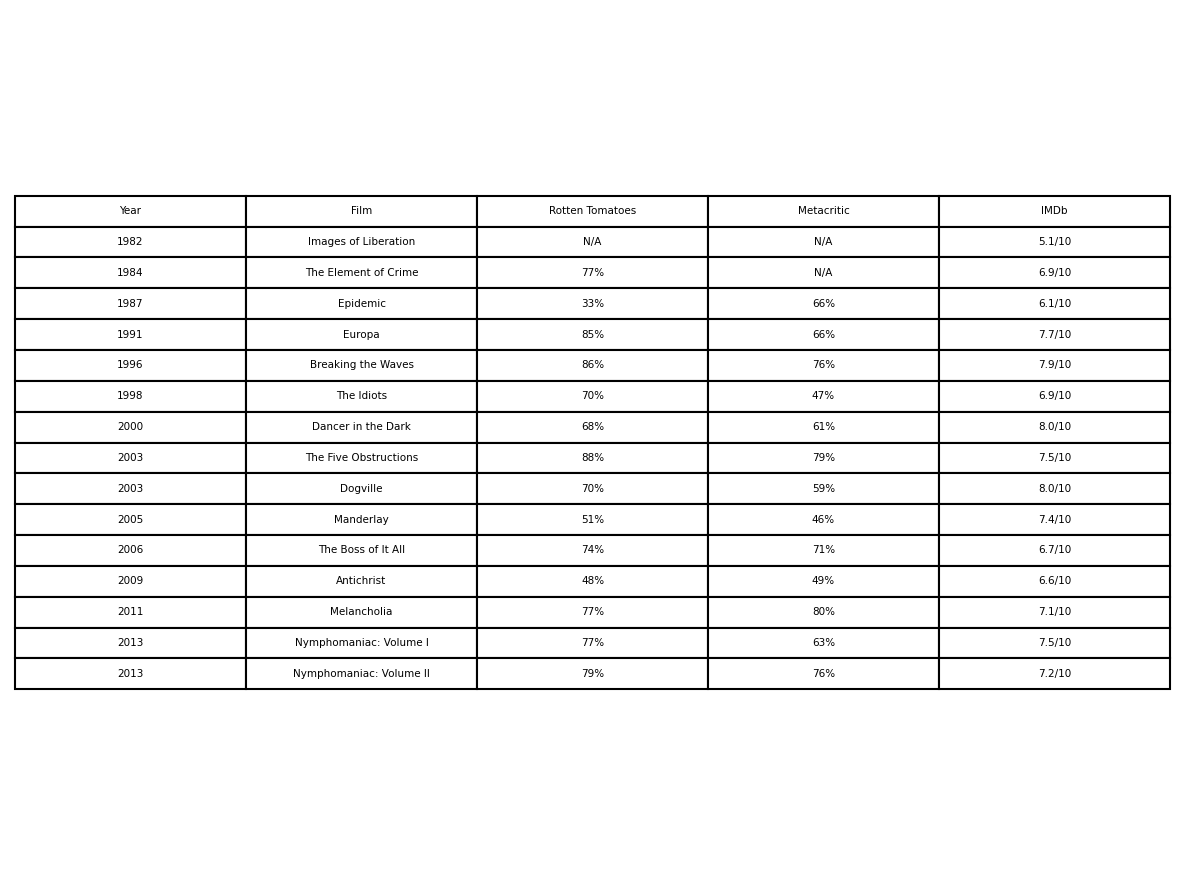 Year Film Rotten Tomatoes Metacritic IMDb
1982 Images of Liberation N/A N/A 5.1/10
1984 The Element of Crime 77% N/A 6.9/10
1987 Epidemic 33% 66% 6.1/10
1991 Europa 85% 66% 7.7/10
1996 Breaking the Waves 86% 76% 7.9/10
1998 The Idiots 70% 47% 6.9/10
2000 Dancer in the Dark 68% 61% 8.0/10
2003 The Five Obstructions 88% 79% 7.5/10
2003 Dogville 70% 59% 8.0/10
2005 Manderlay 51% 46% 7.4/10
2006 The Boss of It All 74% 71% 6.7/10
2009 Antichrist 48% 49% 6.6/10
2011 Melancholia 77% 80% 7.1/10
2013 Nymphomaniac: Volume I 77% 63% 7.5/10
2013 Nymphomaniac: Volume II 79% 76% 7.2/10